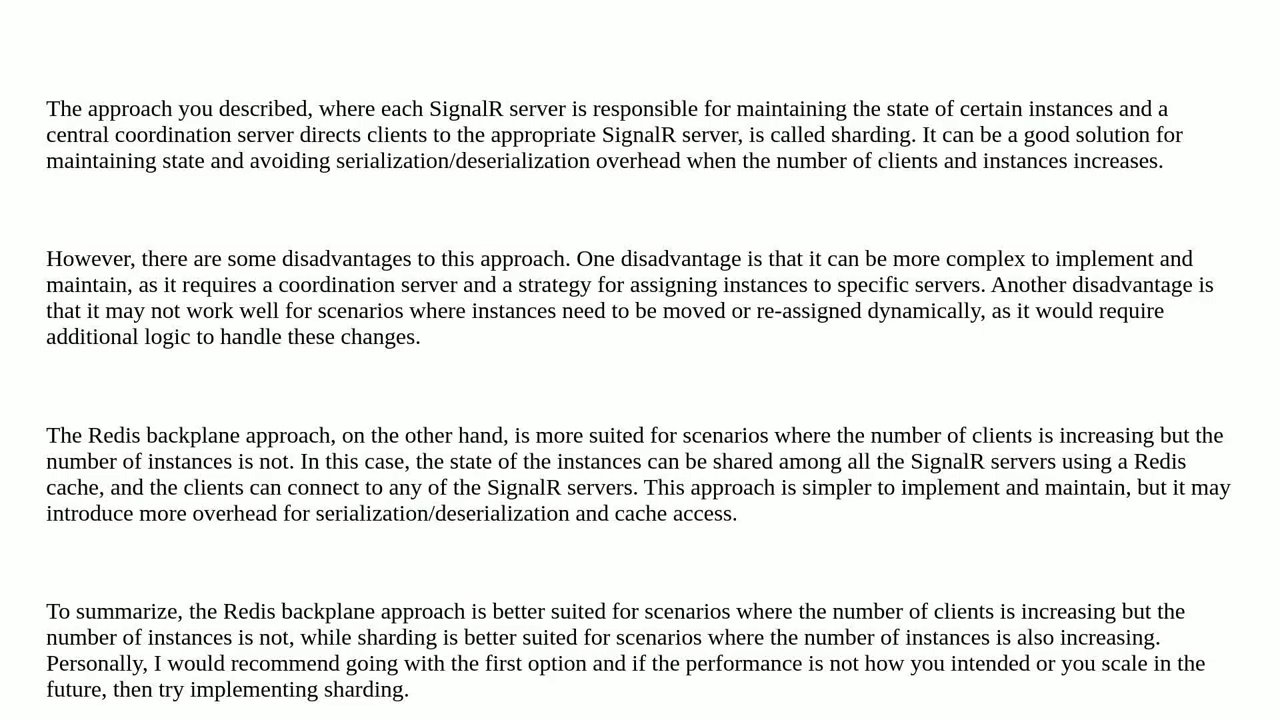 The approach you described, where each SignalR server is responsible for maintaining the state of certain instances and a
central coordination server directs clients to the appropriate SignalR server, is called sharding. It can be a good solution for
maintaining state and avoiding serialization/deserialization overhead when the number of clients and instances increases.
However, there are some disadvantages to this approach. One disadvantage is that it can be more complex to implement and
maintain, as it requires a coordination server and a strategy for assigning instances to specific servers. Another disadvantage is
that it may not work well for scenarios where instances need to be moved or re-assigned dynamically, as it would require
additional logic to handle these changes.
The Redis backplane approach, on the other hand, is more suited for scenarios where the number of clients is increasing but the
number of instances is not. In this case, the state of the instances can be shared among all the SignalR servers using a Redis
cache, and the clients can connect to any of the SignalR servers. This approach is simpler to implement and maintain, but it may
introduce more overhead for serialization/deserialization and cache access.
To summarize, the Redis backplane approach is better suited for scenarios where the number of clients is increasing but the
number of instances is not, while sharding is better suited for scenarios where the number of instances is also increasing.
Personally, I would recommend going with the first option and if the performance is not how you intended or you scale in the
future, then try implementing sharding.